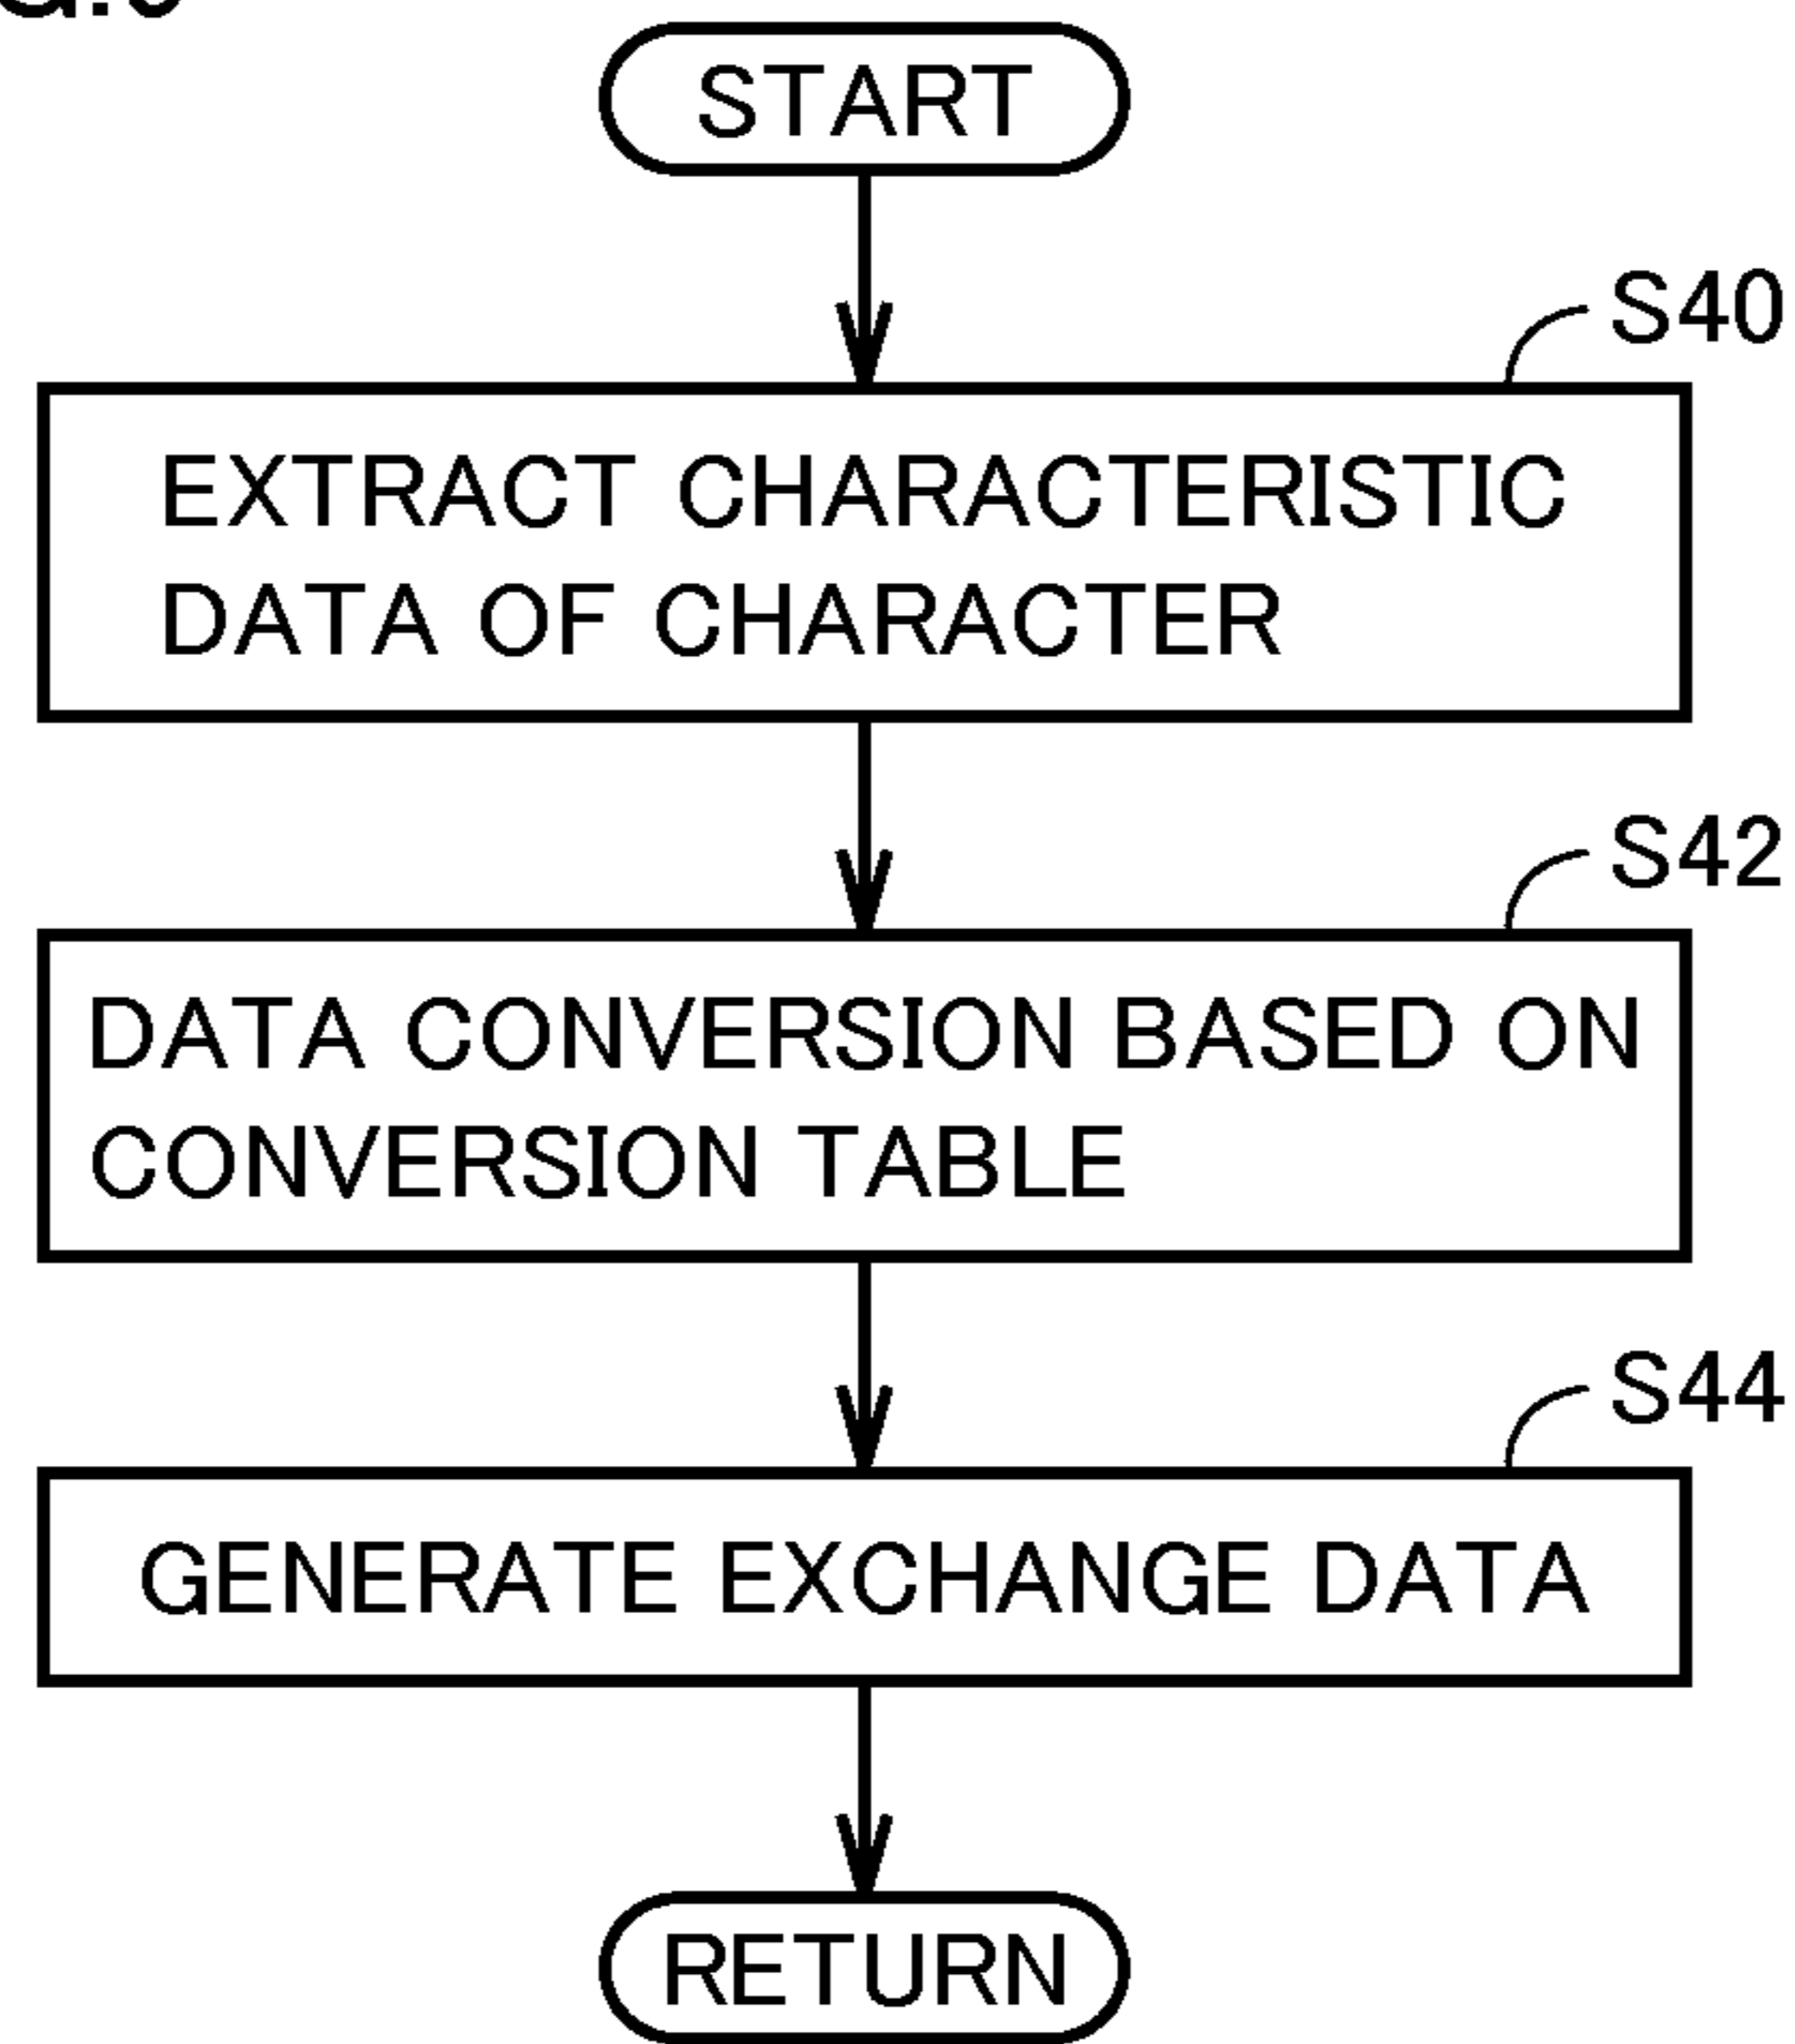 START
S40
EXTRACT CHARACTERISTIC
DATA OF CHARACTER
S42
DATA CONVERSION BASED ON
CONVERSION TABLE
S44
GENERATE EXCHANGE DATA
RETURN